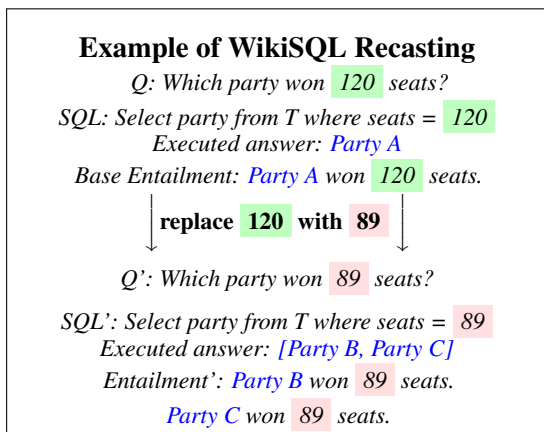 Example of WikiSQL Recasting
Q: Which party won 120 seats?
SQL: Select party from T where seats = 120
Executed answer: Party A
Base Entailment: Party A won 120 seats.
replace 120 with 89
Q’: Which party won 89 seats?
SQL’: Select party from T where seats = 89
Executed answer: [Party B, Party C]
Entailment’: Party B won 89 seats.
Party C won 89 seats.